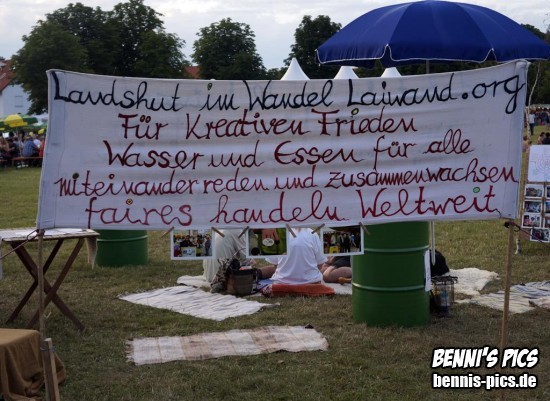 Landshut im Wandel Laiwand.org
Für Kreativen Frieden
Wasser und Essen für alle
miteinander reden und zusammenwachsen
faires handeln Weltweit
BENNI'S PICS
bennis-pics.de